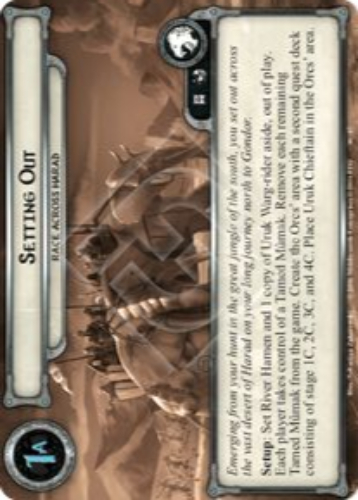 1A
SETTING OUT
RACE ACROSS HARAD
Emerging from your hunt in the great jungle of the south, you set out across
the vast desert of Harad on your long journey north to Gondor.
Setup: Set River Harnen and 1 copy of Uruk Warg-rider aside, out of play.
Each player takes control of a Tamed Mûmak. Remove each remaining
Tamed Mûmak from the game. Create the Orcs' area with a second quest deck
consisting of stage 1C, 2C, 3C, and 4C. Place Uruk Chieftain in the Orcs' area.